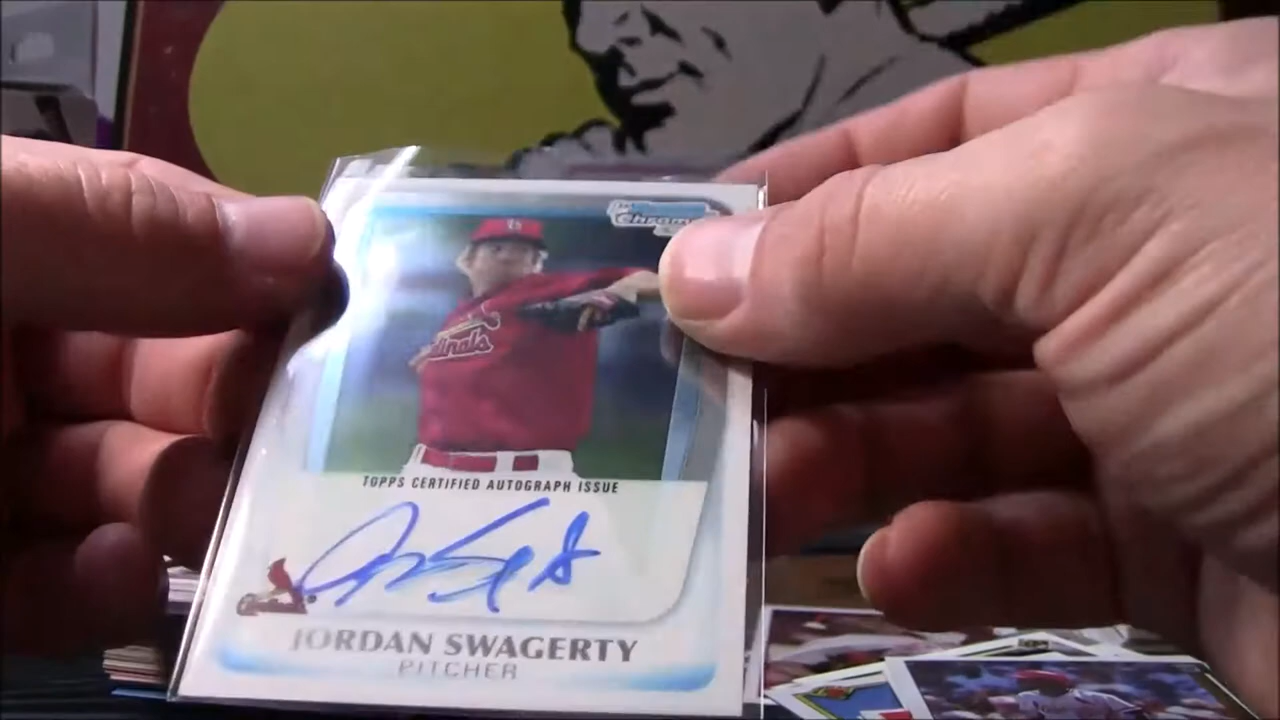 Chrome
Cardinals
TOPPS CERTIFIED AUTOGRAPH ISSUE
JORDAN SWAGERTY
PITCHER